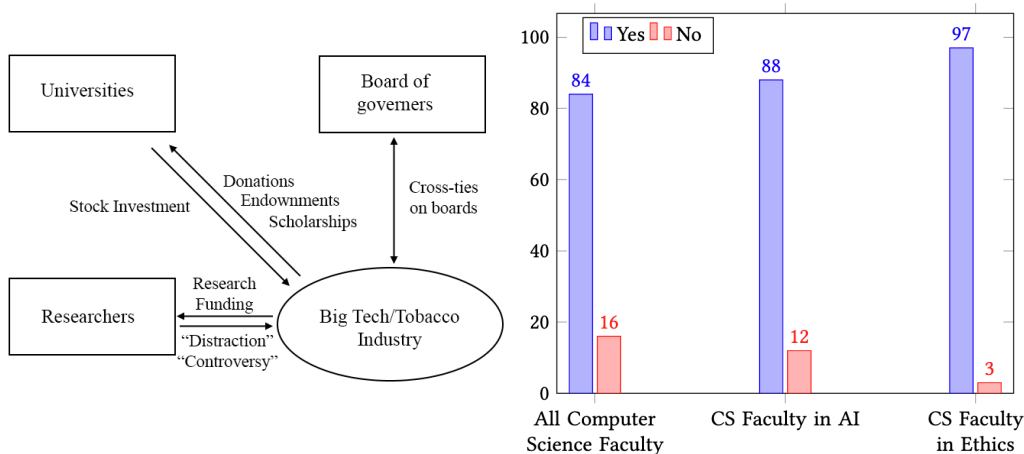 Universities
Board of
governers
Donations
Endownments
Scholarships
Stock Investment
Cross-ties
on boards
Research
Funding
Researchers
“Distraction”
“Controversy”
Big Tech/Tobacco
Industry
Yes No
100
80
60
40
20
0
84
16
88
12
97
3
All Computer
Science Faculty
CS Faculty in AI
CS Faculty
in Ethics